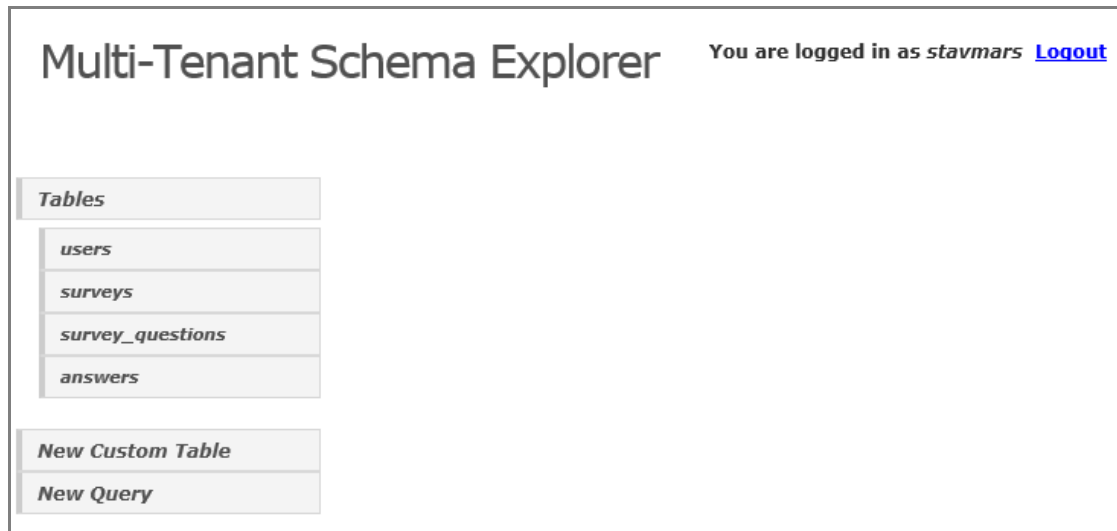 Multi-Tenant Schema Explorer
You are logged in as stavmars Logout
Tables
users
surveys
survey_questions
answers
New Custom Table
New Query